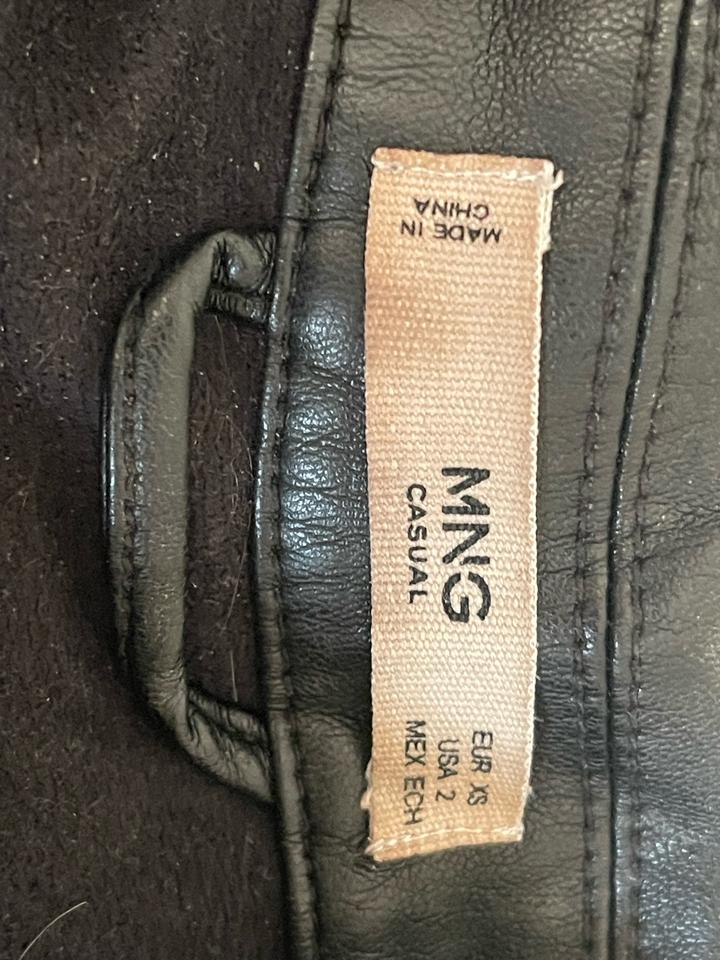 MADE IN
CHINA
MNG
CASUAL
EUR XS
USA 2
MEX ECH